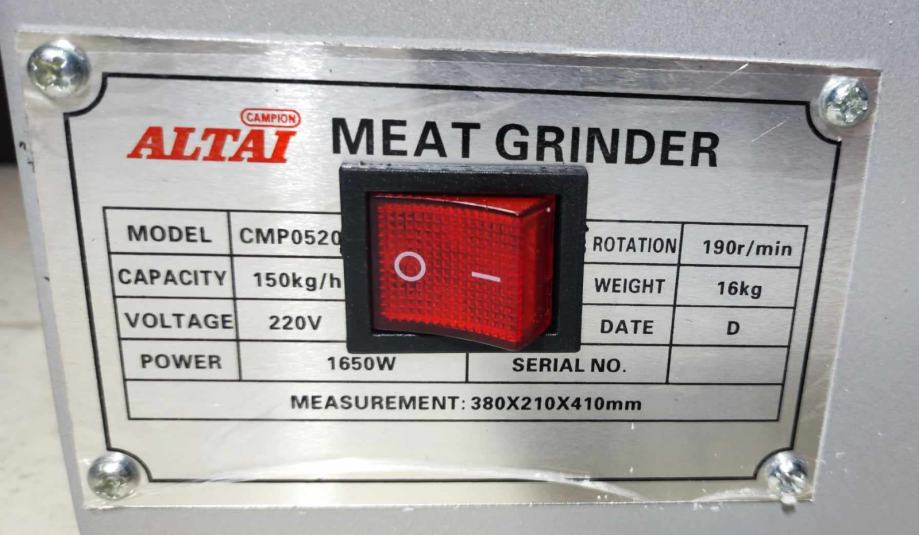 CAMPION
ALTAI MEAT GRINDER
MODEL CMP0520 ROTATION 190r/min
CAPACITY 150kg/h WEIGHT 16kg
VOLTAGE 220V DATE D
POWER 1650W SERIAL NO.
MEASUREMENT: 380X210X410mm